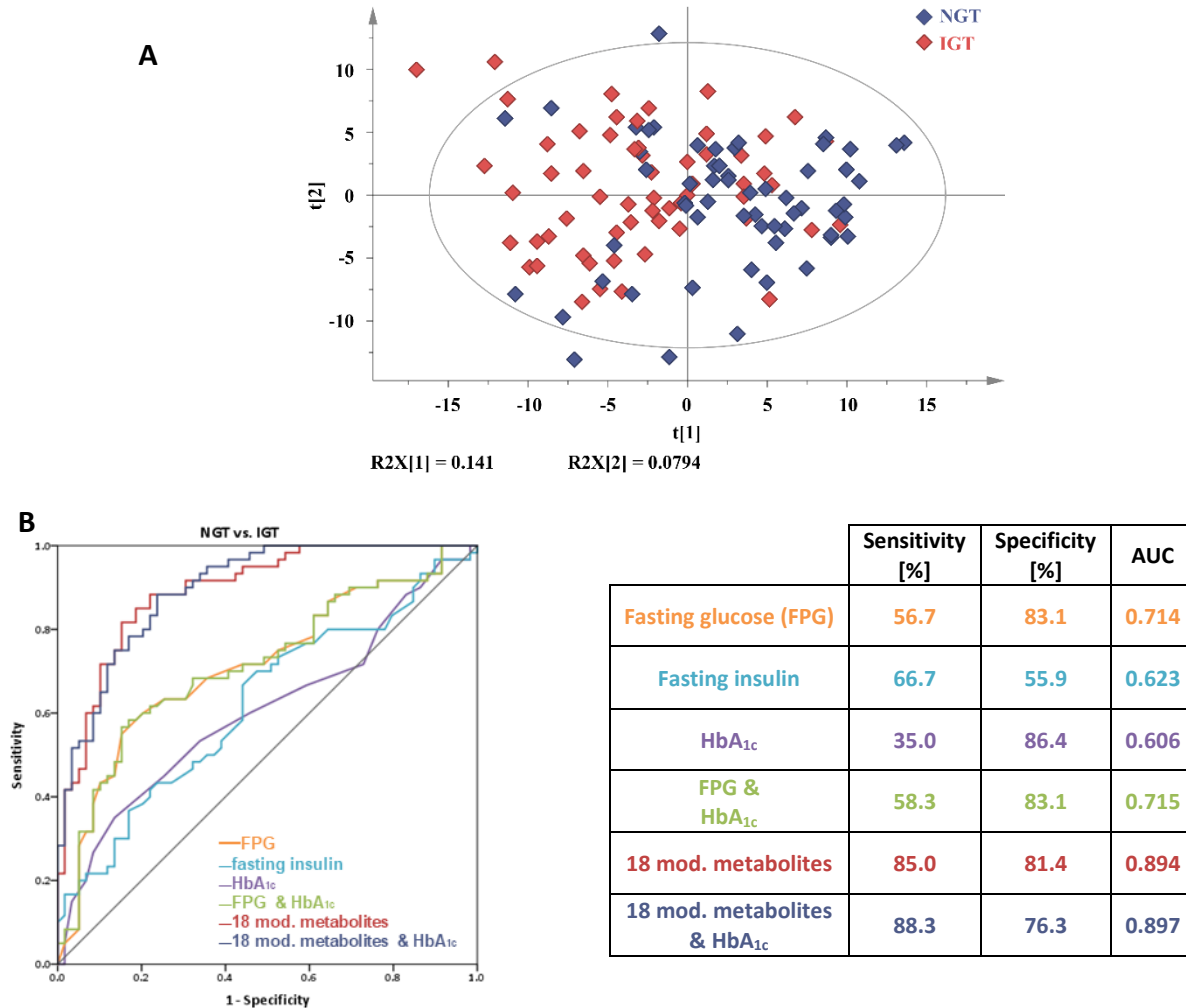 A
NGT
IGT
10
5
0
-5
-10
t[2]
-15 -10 -5 0 5 10 15
t[1]
R2X[1] = 0.141 R2X[2] = 0.0794
B
NGT vs. IGT
1.0
0.8
0.6
0.4
0.2
0.0
Sensitivity
FPG
fasting insulin
HbA1c
FPG & HbA1c
18 mod. metabolites
18 mod. metabolites & HbA1c
0.0 0.2 0.4 0.6 0.8 1.0
1 - Specificity
Sensitivity [%] Specificity [%] AUC
Fasting glucose (FPG) 56.7 83.1 0.714
Fasting insulin 66.7 55.9 0.623
HbA1c 35.0 86.4 0.606
FPG & HbA1c 58.3 83.1 0.715
18 mod. metabolites 85.0 81.4 0.894
18 mod. metabolites & HbA1c 88.3 76.3 0.897